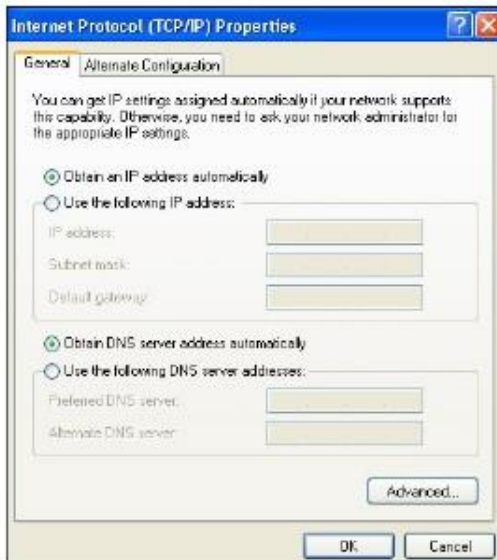 Internet Protocol (TCP/IP) Properties
General
Alternate Configuration
You can get IP settings assigned automatically if your network supports
this capability. Otherwise, you need to ask your network administrator for
the appropriate IP settings.
Obtain an IP address automatically
Use the following IP address:
IP address:
Subnet mask:
Default gateway:
Obtain DNS server address automatically
Use the following DNS server addresses:
Preferred DNS server:
Alternate DNS server:
Advanced...
OK
Cancel